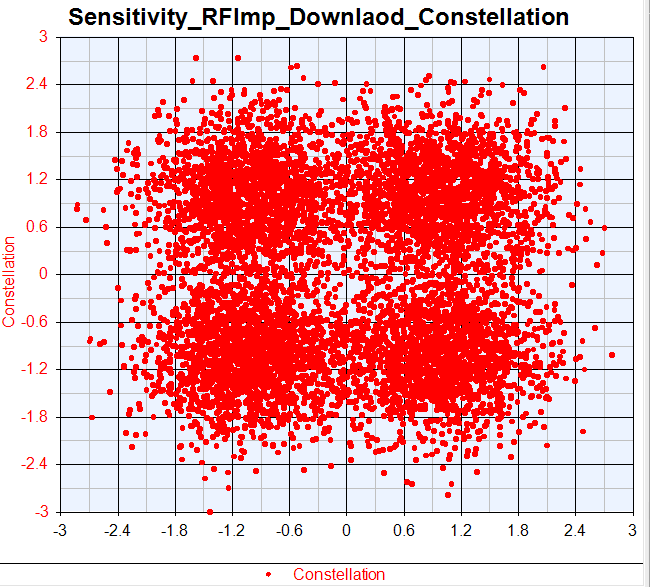 Sensitivity_RFImp_Downlaod_Constellation
3
2.4
1.8
1.2
0.6
0
-0.6
-1.2
-1.8
-2.4
-3
Constellation
-3 -2.4 -1.8 -1.2 -0.6 0 0.6 1.2 1.8 2.4 3
Constellation